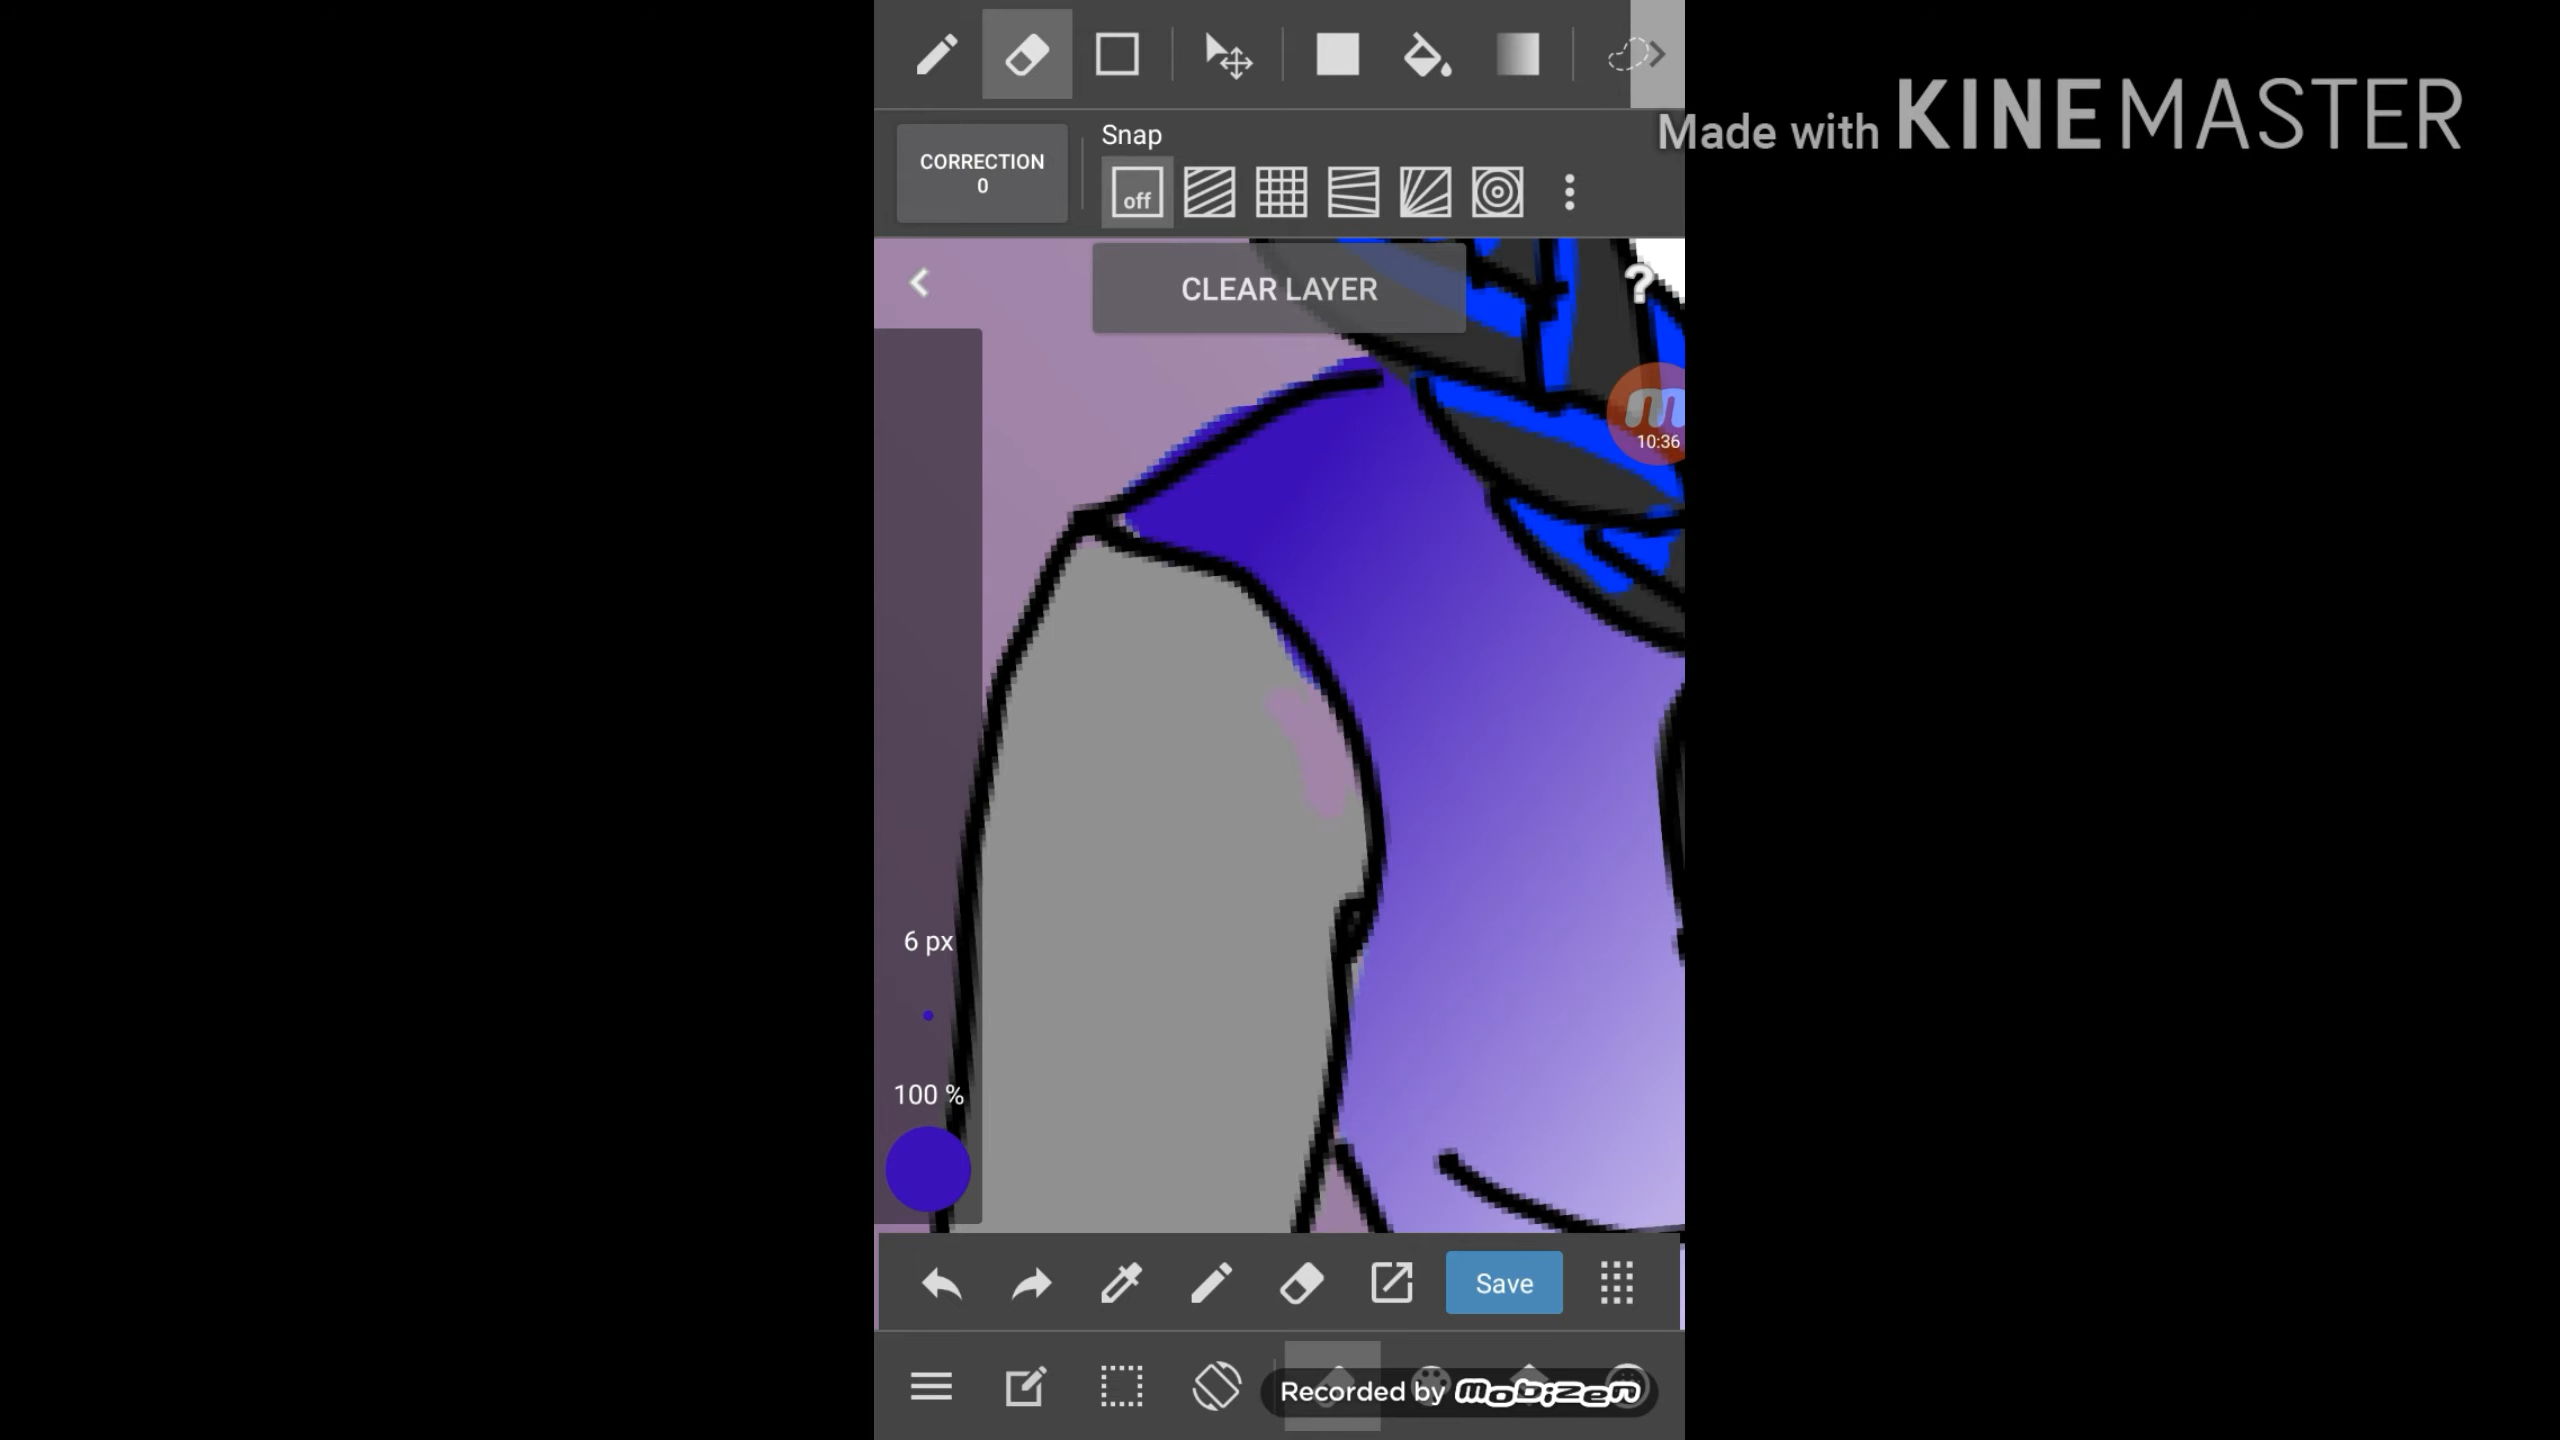 Made with KINEMASTER
Snap
CORRECTION
0
off
CLEAR LAYER
?
10:36
6 px
100 %
Save
Recorded by mobizen